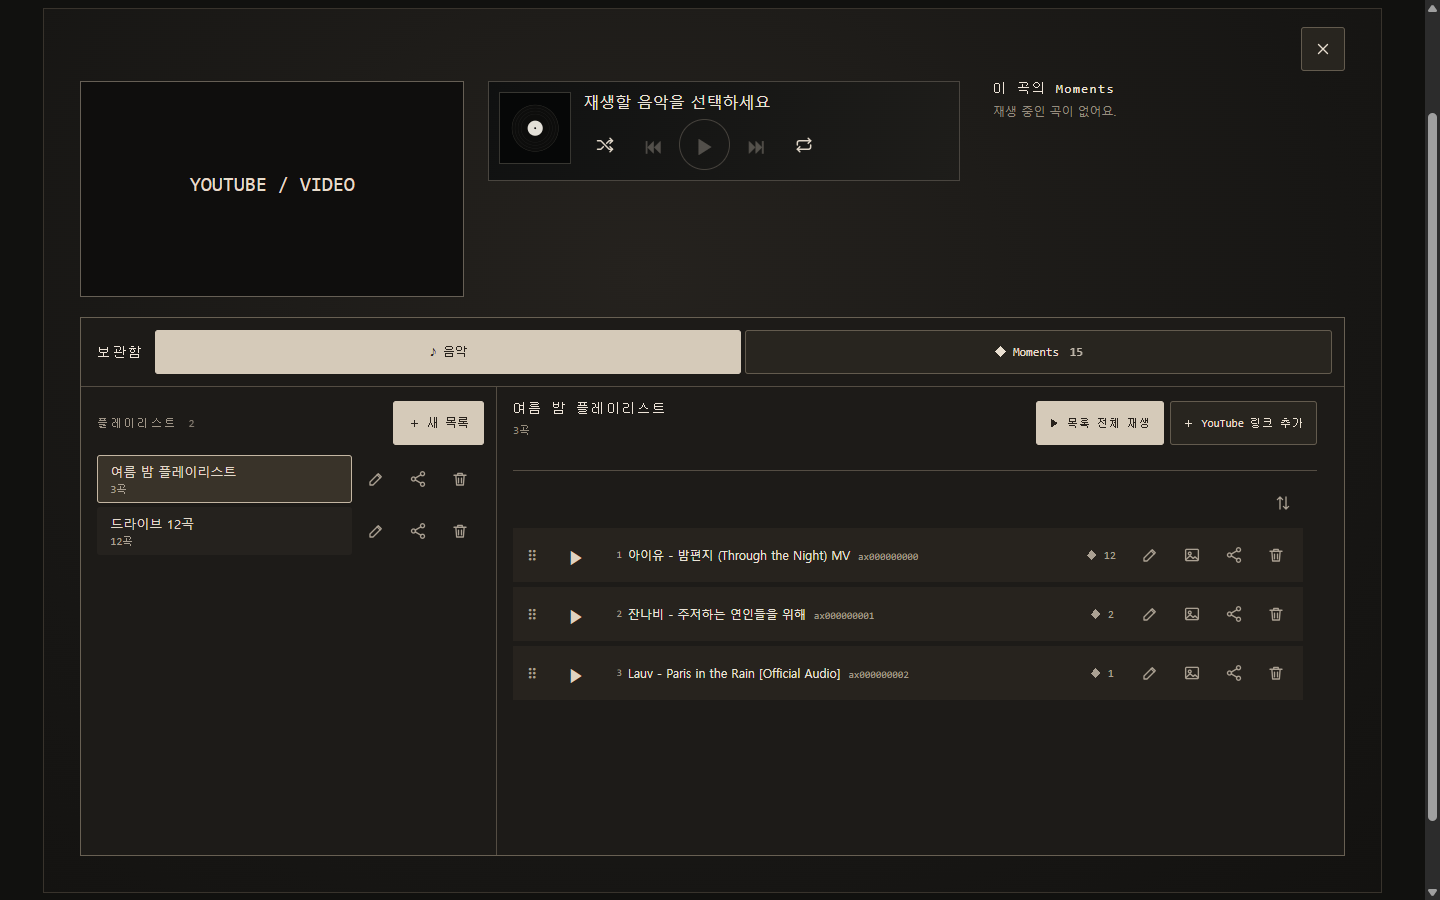 YOUTUBE / VIDEO
재생할 음악을 선택하세요
이 곡의 Moments
재생 중인 곡이 없어요.
보관함
♪ 음악
◆ Moments 15
플레이리스트 2
+ 새 목록
여름 밤 플레이리스트
3곡
드라이브 12곡
12곡
여름 밤 플레이리스트
3곡
▶ 목록 전체 재생
+ YouTube 링크 추가
1 아이유 - 밤편지 (Through the Night) MV ax000000000 ◆ 12
2 잔나비 - 주저하는 연인들을 위해 ax000000001 ◆ 2
3 Lauv - Paris in the Rain [Official Audio] ax000000002 ◆ 1